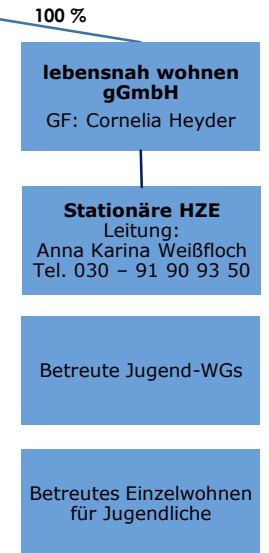 100 %
lebensnah wohnen
gGmbH
GF: Cornelia Heyder
Stationäre HZE
Leitung:
Anna Karina Weißfloch
Tel. 030 – 91 90 93 50
Betreute Jugend-WGs
Betreutes Einzelwohnen
für Jugendliche